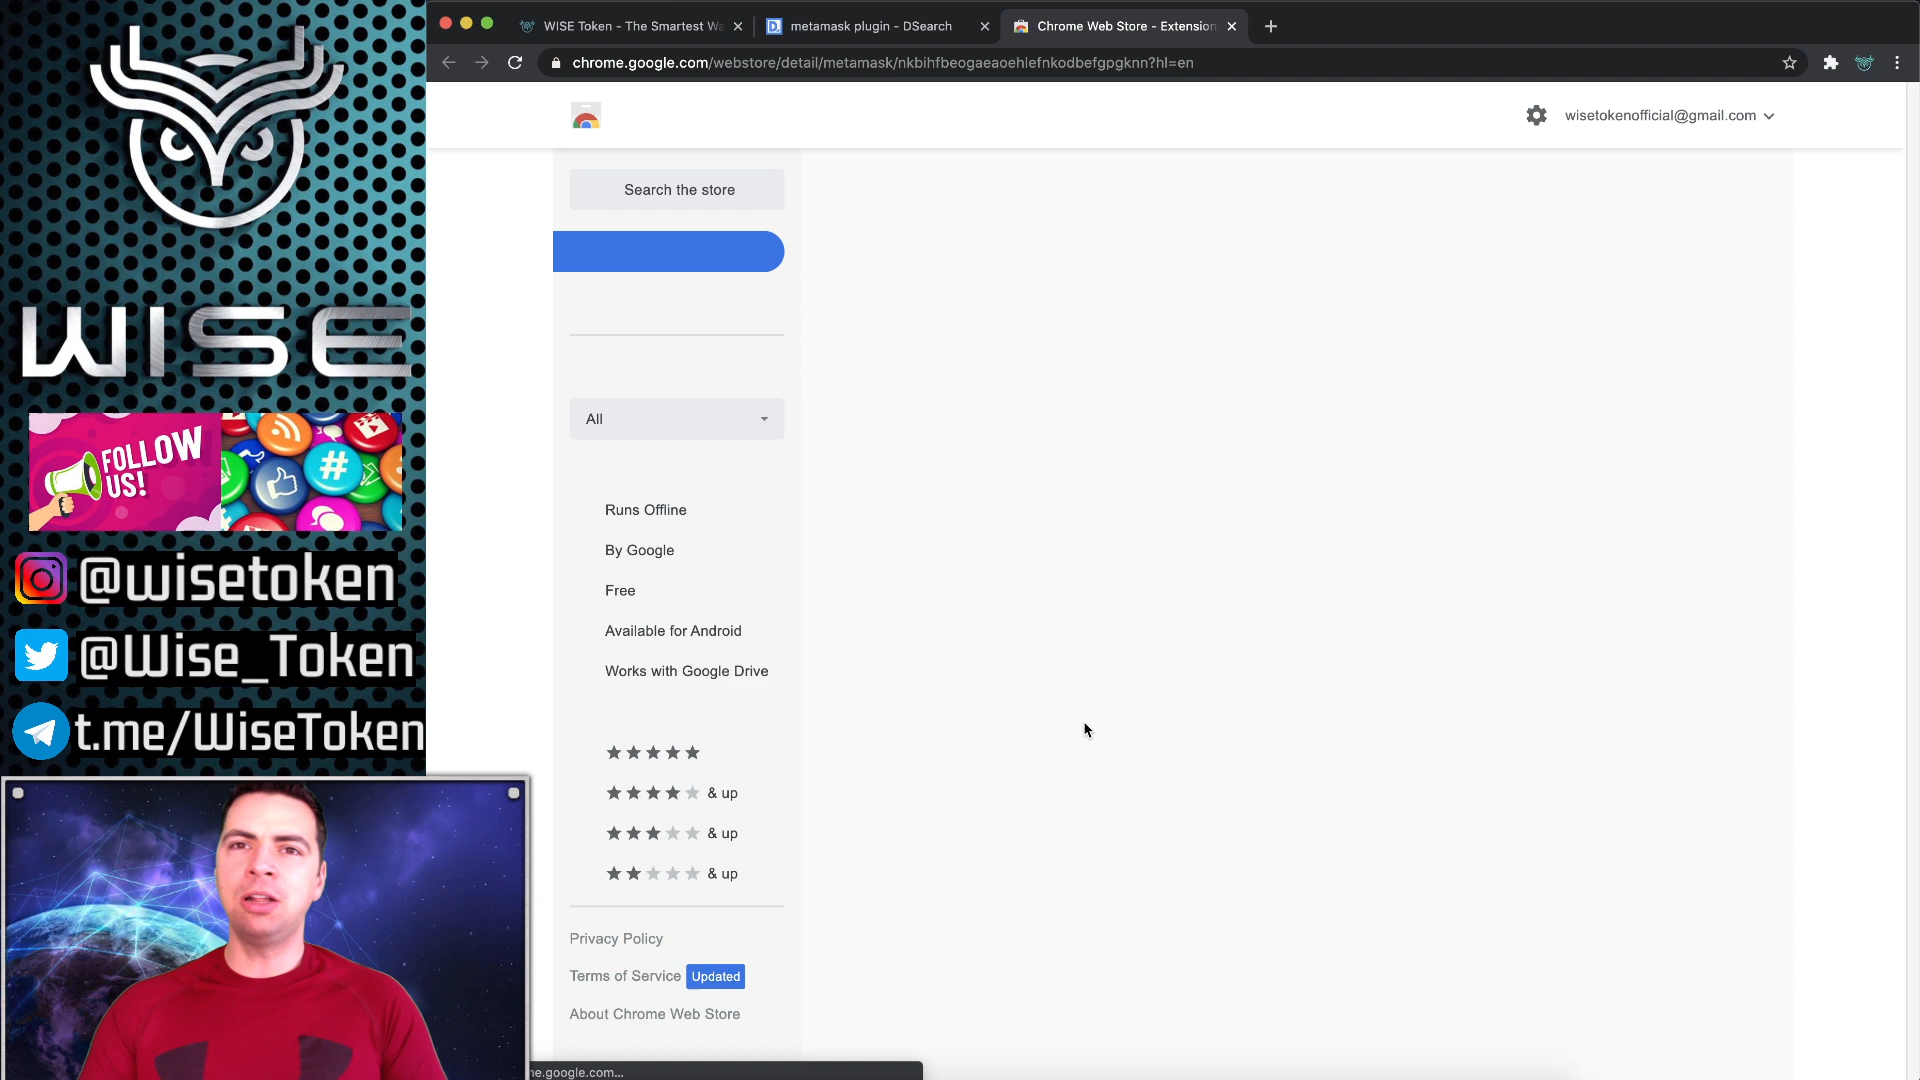 WISE
FOLLOW
US!
#
@wisetoken
@Wise_Token
t.me/WiseToken
WISE Token - The Smartest Wa
metamask plugin - DSearch
Chrome Web Store - Extension
chrome.google.com/webstore/detail/metamask/nkbihfbeogaeaoehlefnkodbefgpgknn?hl=en
wisetokenofficial@gmail.com
Search the store
All
Runs Offline
By Google
Free
Available for Android
Works with Google Drive
& up
& up
& up
Privacy Policy
Terms of Service Updated
About Chrome Web Store
ne.google.com...